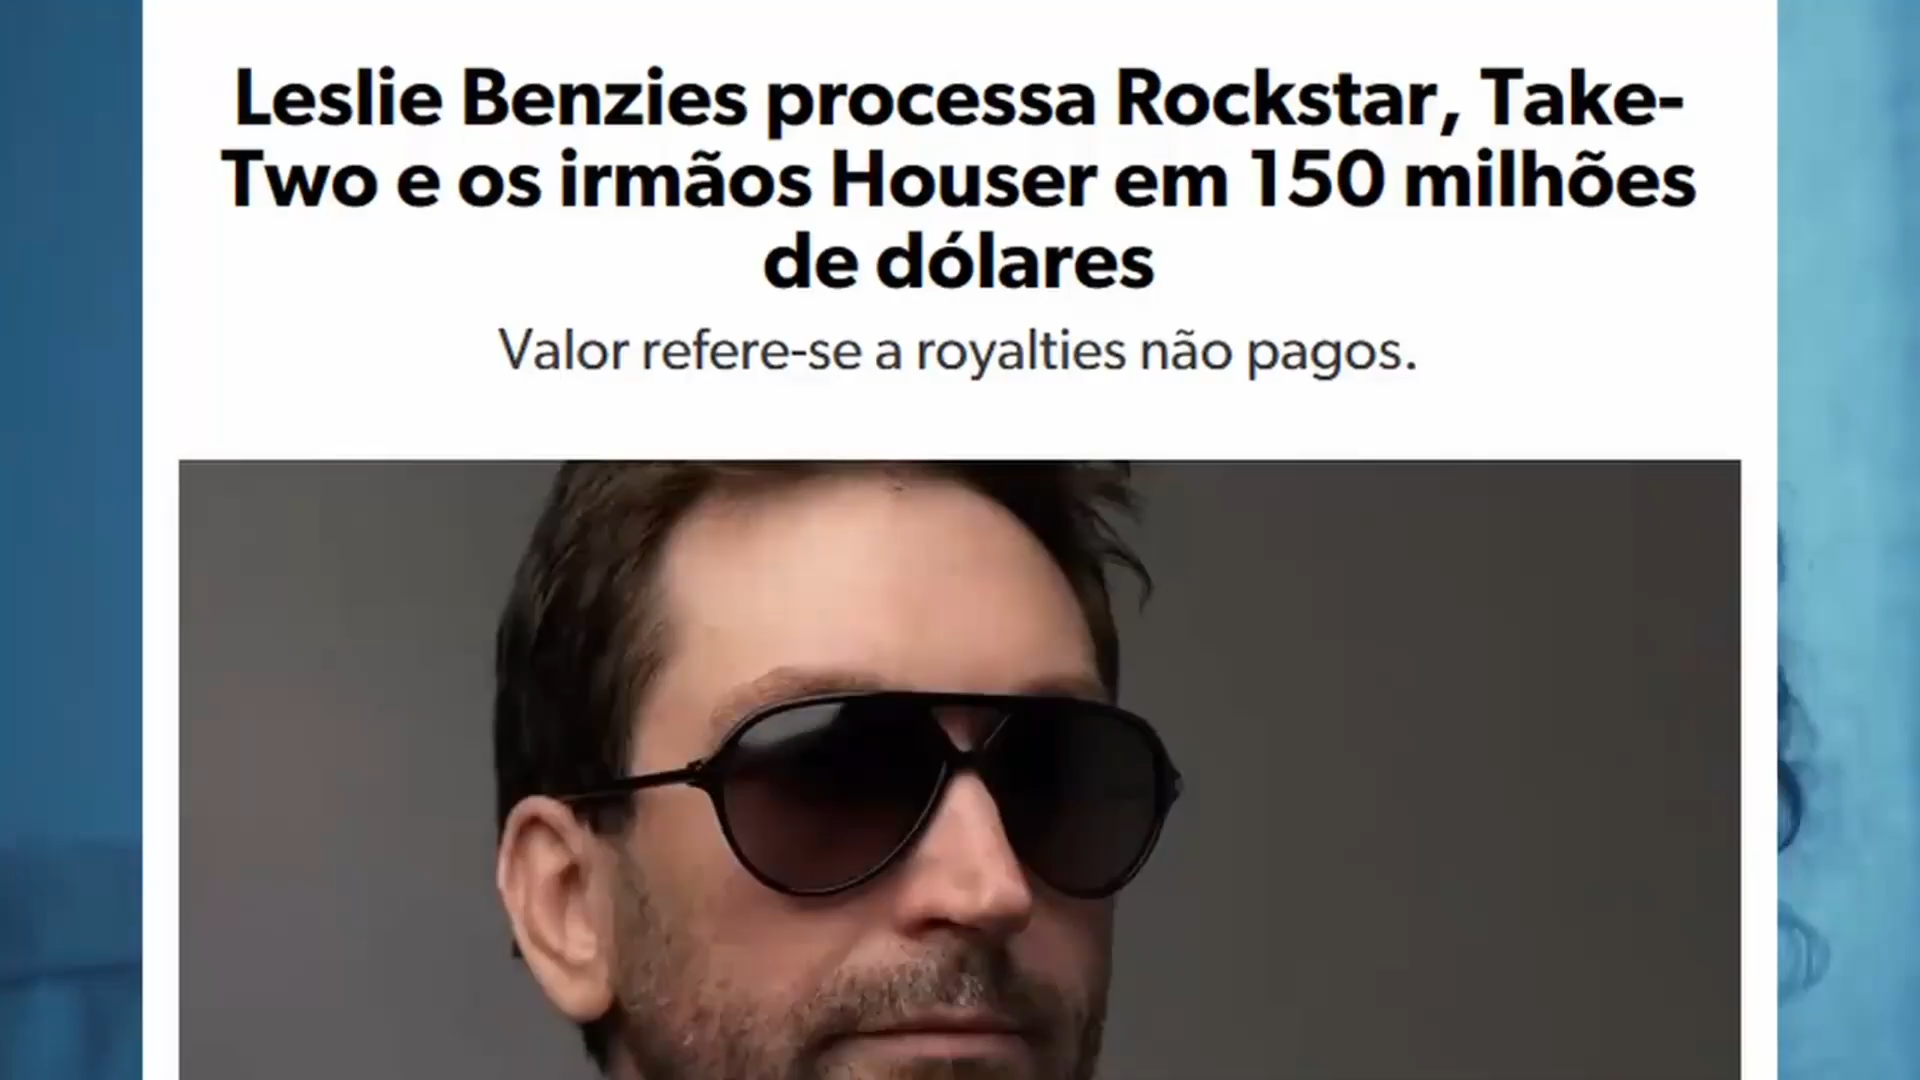 Leslie Benzies processa Rockstar, Take-
Two e os irmãos Houser em 150 milhões
de dólares
Valor refere-se a royalties não pagos.